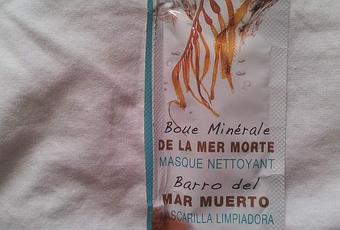 Boue Minérale
DE LA MER MORTE
MASQUE NETTOYANT
Barro del
MAR MUERTO
MASCARILLA LIMPIADORA